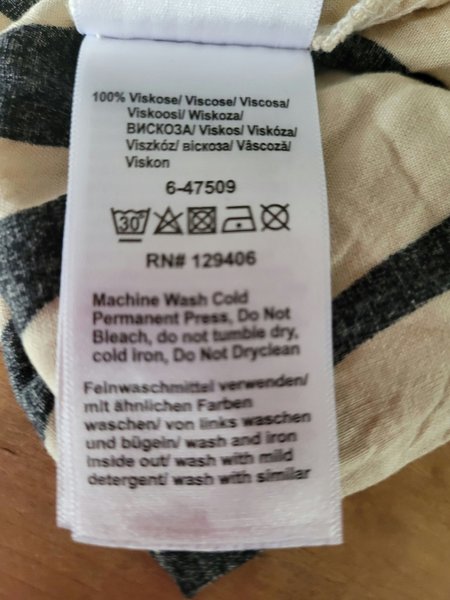 100% Viskose/ Viscose/ Viscosa/
Viskoosi/ Wiskoza/
ВИСКОЗА/ Viskos/ Viskóza/
Viszkóz/ віскоза/ Vâscoză/
Viskon
6-47509
30
RN# 129406
Machine Wash Cold
Permanent Press, Do Not
Bleach, do not tumble dry,
cold iron, Do Not Dryclean
Feinwaschmittel verwenden/
mit ähnlichen Farben
waschen/ von links waschen
und bügeln/ wash and iron
inside out/ wash with mild
detergent/ wash with similar